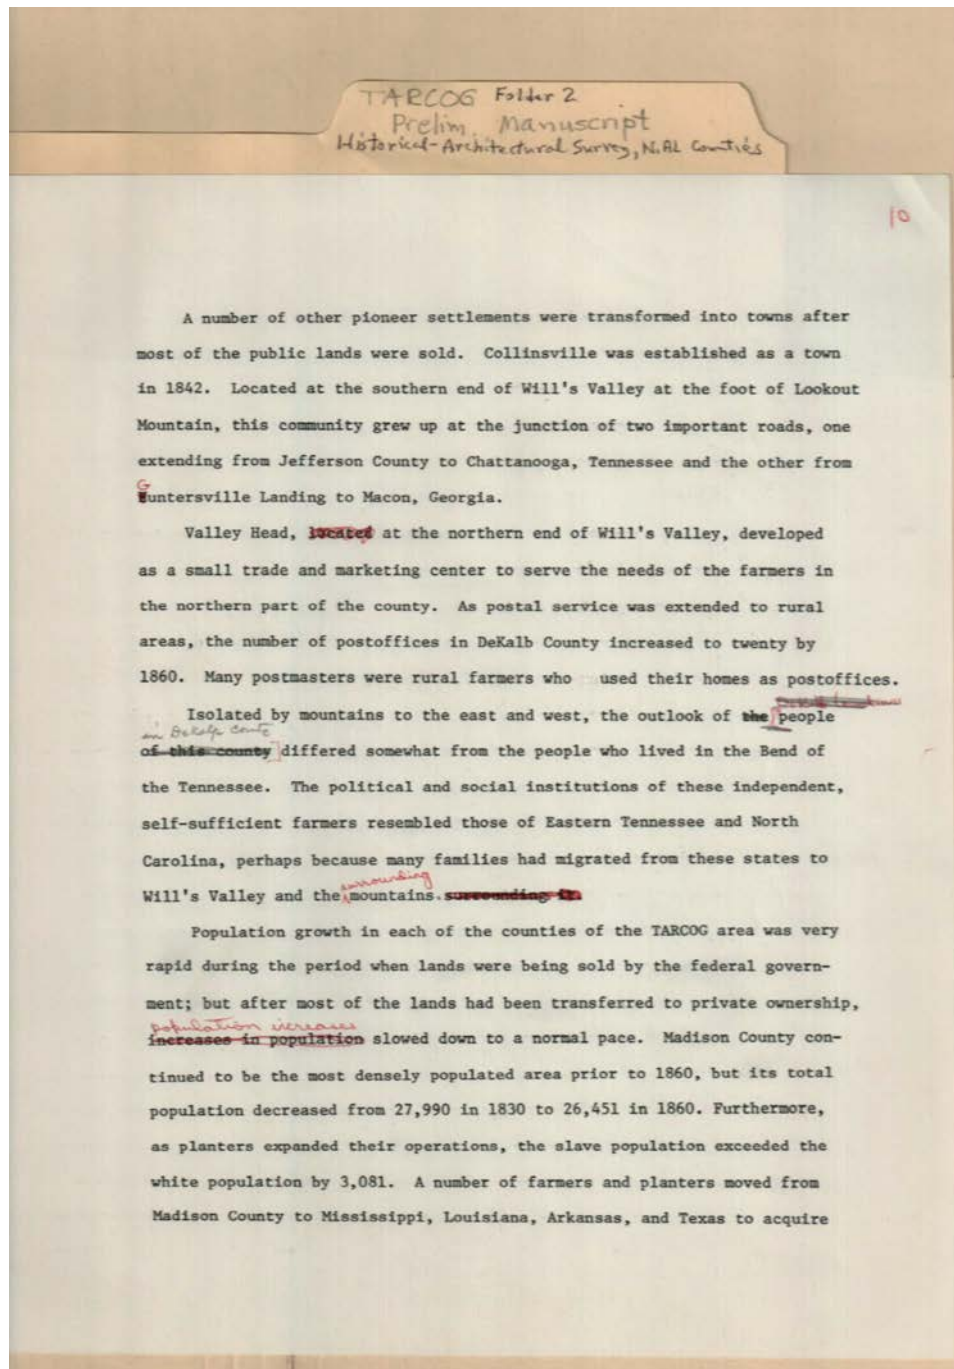 TARCOG Folder 2
Prelim. Manuscript
Historical-Architectural Survey, N. AL Counties
10
A number of other pioneer settlements were transformed into towns after
most of the public lands were sold. Collinsville was established as a town
in 1842. Located at the southern end of Will's Valley at the foot of Lookout
Mountain, this community grew up at the junction of two important roads, one
extending from Jefferson County to Chattanooga, Tennessee and the other from
G
untersville Landing to Macon, Georgia.
Valley Head, located at the northern end of Will's Valley, developed
as a small trade and marketing center to serve the needs of the farmers in
the northern part of the county. As postal service was extended to rural
areas, the number of postoffices in DeKalb County increased to twenty by
1860. Many postmasters were rural farmers who used their homes as postoffices.
Isolated by mountains to the east and west, the outlook of the people
in DeKalb County
of this county differed somewhat from the people who lived in the Bend of
the Tennessee. The political and social institutions of these independent,
self-sufficient farmers resembled those of Eastern Tennessee and North
Carolina, perhaps because many families had migrated from these states to
surrounding
Will's Valley and the mountains. surrounding it.
Population growth in each of the counties of the TARCOG area was very
rapid during the period when lands were being sold by the federal govern-
ment; but after most of the lands had been transferred to private ownership,
population increases
increases in population slowed down to a normal pace. Madison County con-
tinued to be the most densely populated area prior to 1860, but its total
population decreased from 27,990 in 1830 to 26,451 in 1860. Furthermore,
as planters expanded their operations, the slave population exceeded the
white population by 3,081. A number of farmers and planters moved from
Madison County to Mississippi, Louisiana, Arkansas, and Texas to acquire